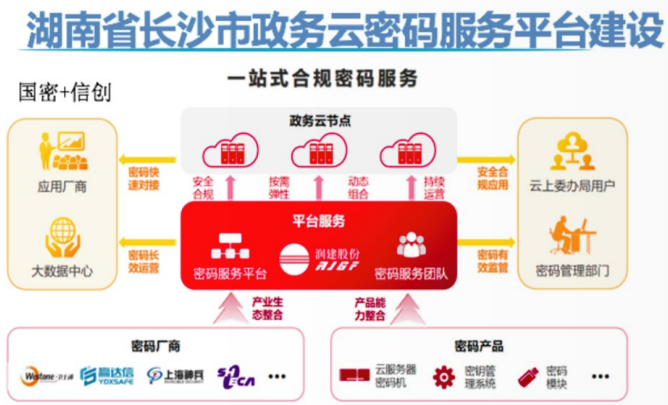 湖南省长沙市政务云密码服务平台建设
一站式合规密码服务
国密+信创
政务云节点
应用厂商
大数据中心
密码快
速对接
密码长
效运营
安全
合规
按需
弹性
动态
组合
持续
运营
平台服务
密码服务平台
润建股份
RJGF
密码服务团队
安全合
规应用
密码有
效监管
云上委办局用户
密码管理部门
产业生
态整合
产品能
力整合
密码厂商
Westone 卫士通
赢达信
YDXSAFE
上海神兵
密码产品
云服务器
密码机
密钥管
理系统
密码
模块